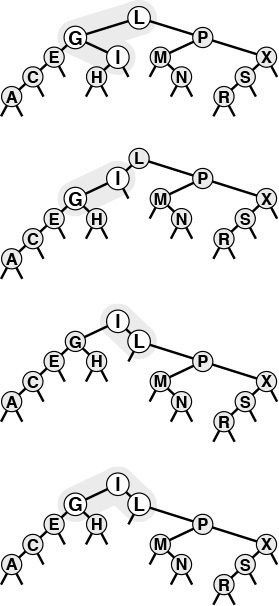 L
G P
E I M X
C H N S
A R
L
I P
G M X
E H N S
C R
A
I
G L
E H P
C M X
A N S
R
I
G L
E H P
C M X
A N S
R